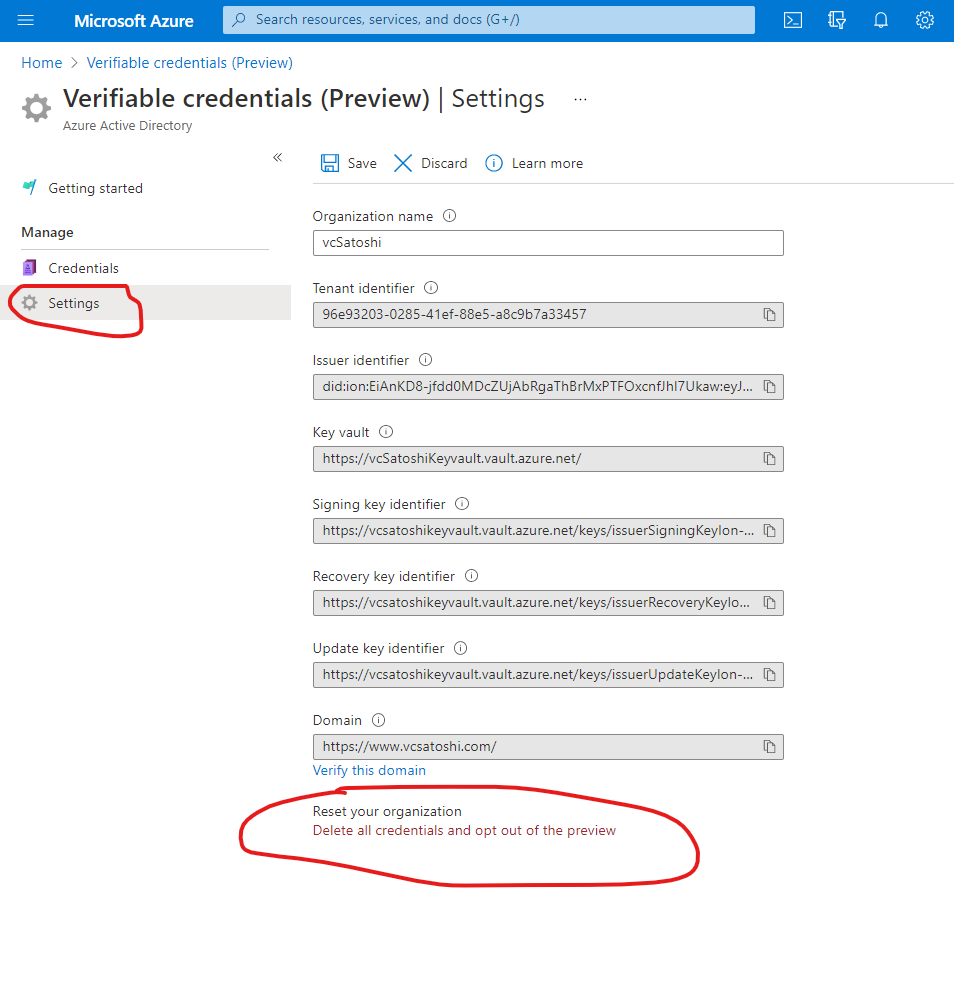 Microsoft Azure
Search resources, services, and docs (G+/)
Home > Verifiable credentials (Preview)
Verifiable credentials (Preview) | Settings ...
Azure Active Directory
«
Save Discard Learn more
Getting started
Manage
Credentials
Settings
Organization name
vcSatoshi
Tenant identifier
96e93203-0285-41ef-88e5-a8c9b7a33457
Issuer identifier
did:ion:EiAnKD8-jfdd0MDcZUjAbRgaThBrMxPTFOxcnfJhI7Ukaw:eyJ...
Key vault
https://vcSatoshiKeyvault.vault.azure.net/
Signing key identifier
https://vcsatoshikeyvault.vault.azure.net/keys/issuerSigningKeyIon-...
Recovery key identifier
https://vcsatoshikeyvault.vault.azure.net/keys/issuerRecoveryKeyIo...
Update key identifier
https://vcsatoshikeyvault.vault.azure.net/keys/issuerUpdateKeyIon-...
Domain
https://www.vcsatoshi.com/
Verify this domain
Reset your organization
Delete all credentials and opt out of the preview